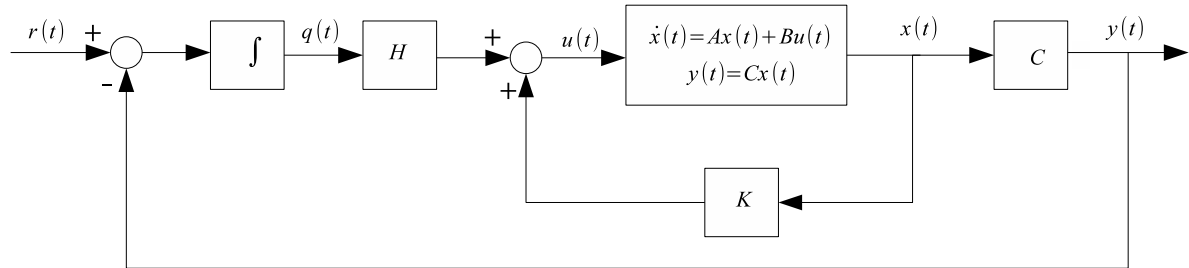 r(t)
+
-
∫
q(t)
H
+
+
u(t)
ẋ(t)=Ax(t)+Bu(t)
y(t)=Cx(t)
x(t)
C
y(t)
K